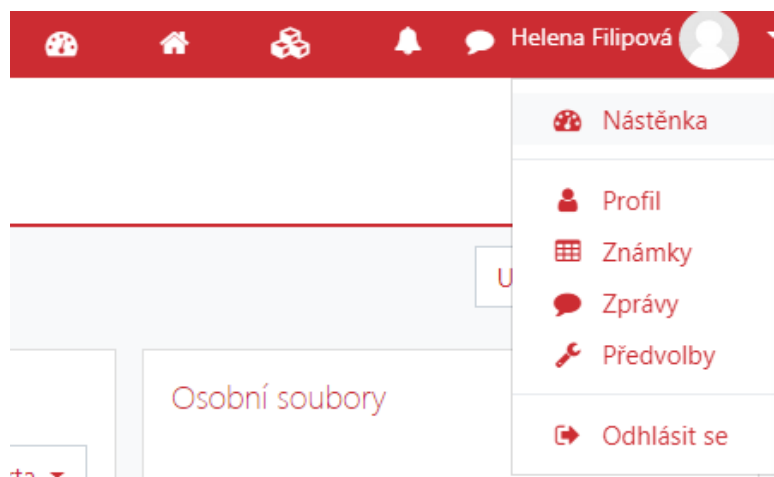 Helena Filipová
Nástěnka
Profil
Známky
Zprávy
Předvolby
Odhlásit se
Osobní soubory